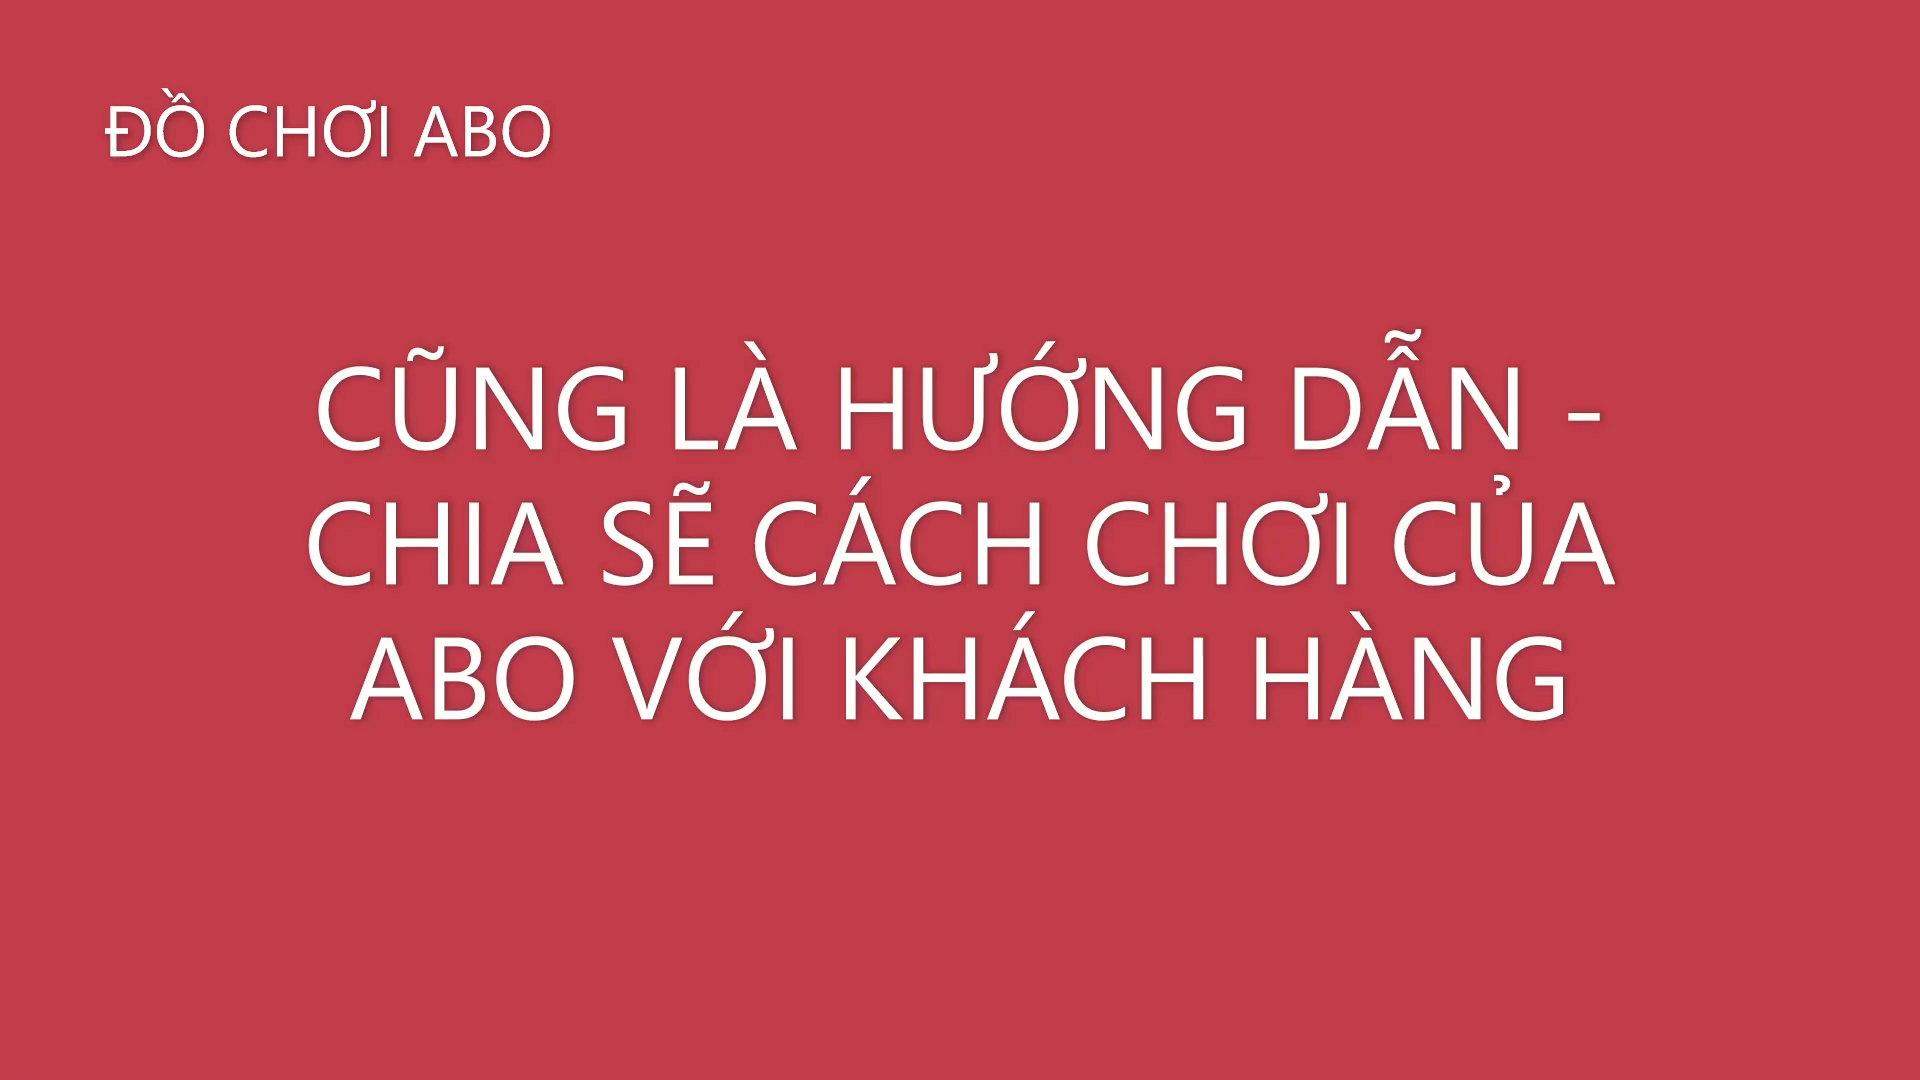 ĐỒ CHƠI ABO
CŨNG LÀ HƯỚNG DẪN -
CHIA SẼ CÁCH CHƠI CỦA
ABO VỚI KHÁCH HÀNG